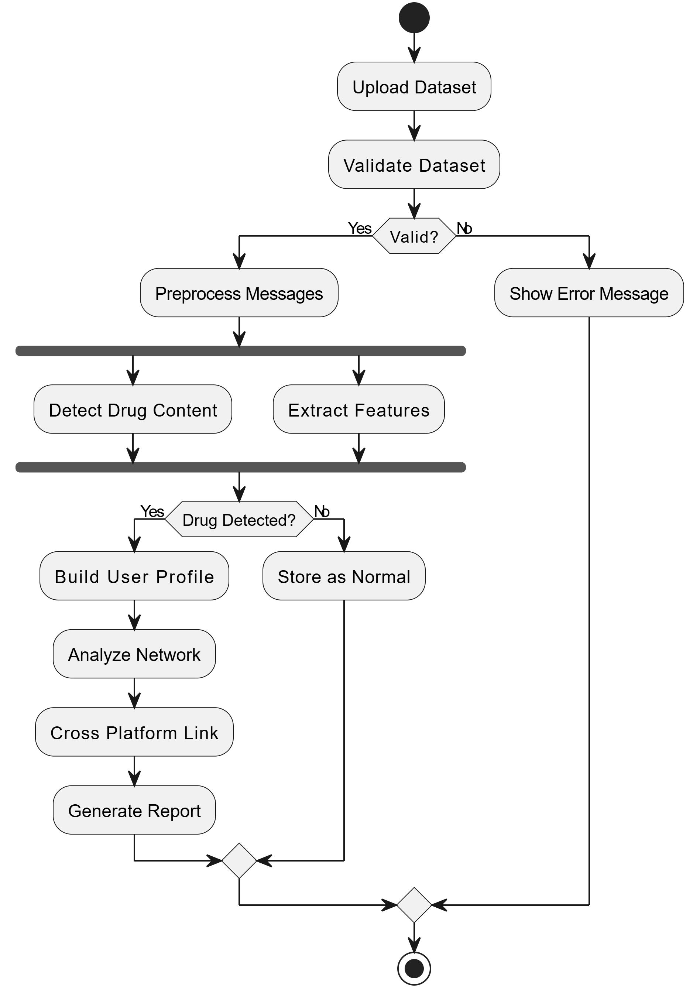 Upload Dataset
Validate Dataset
Yes
Valid?
No
Preprocess Messages
Show Error Message
Detect Drug Content
Extract Features
Yes
Drug Detected?
No
Build User Profile
Store as Normal
Analyze Network
Cross Platform Link
Generate Report